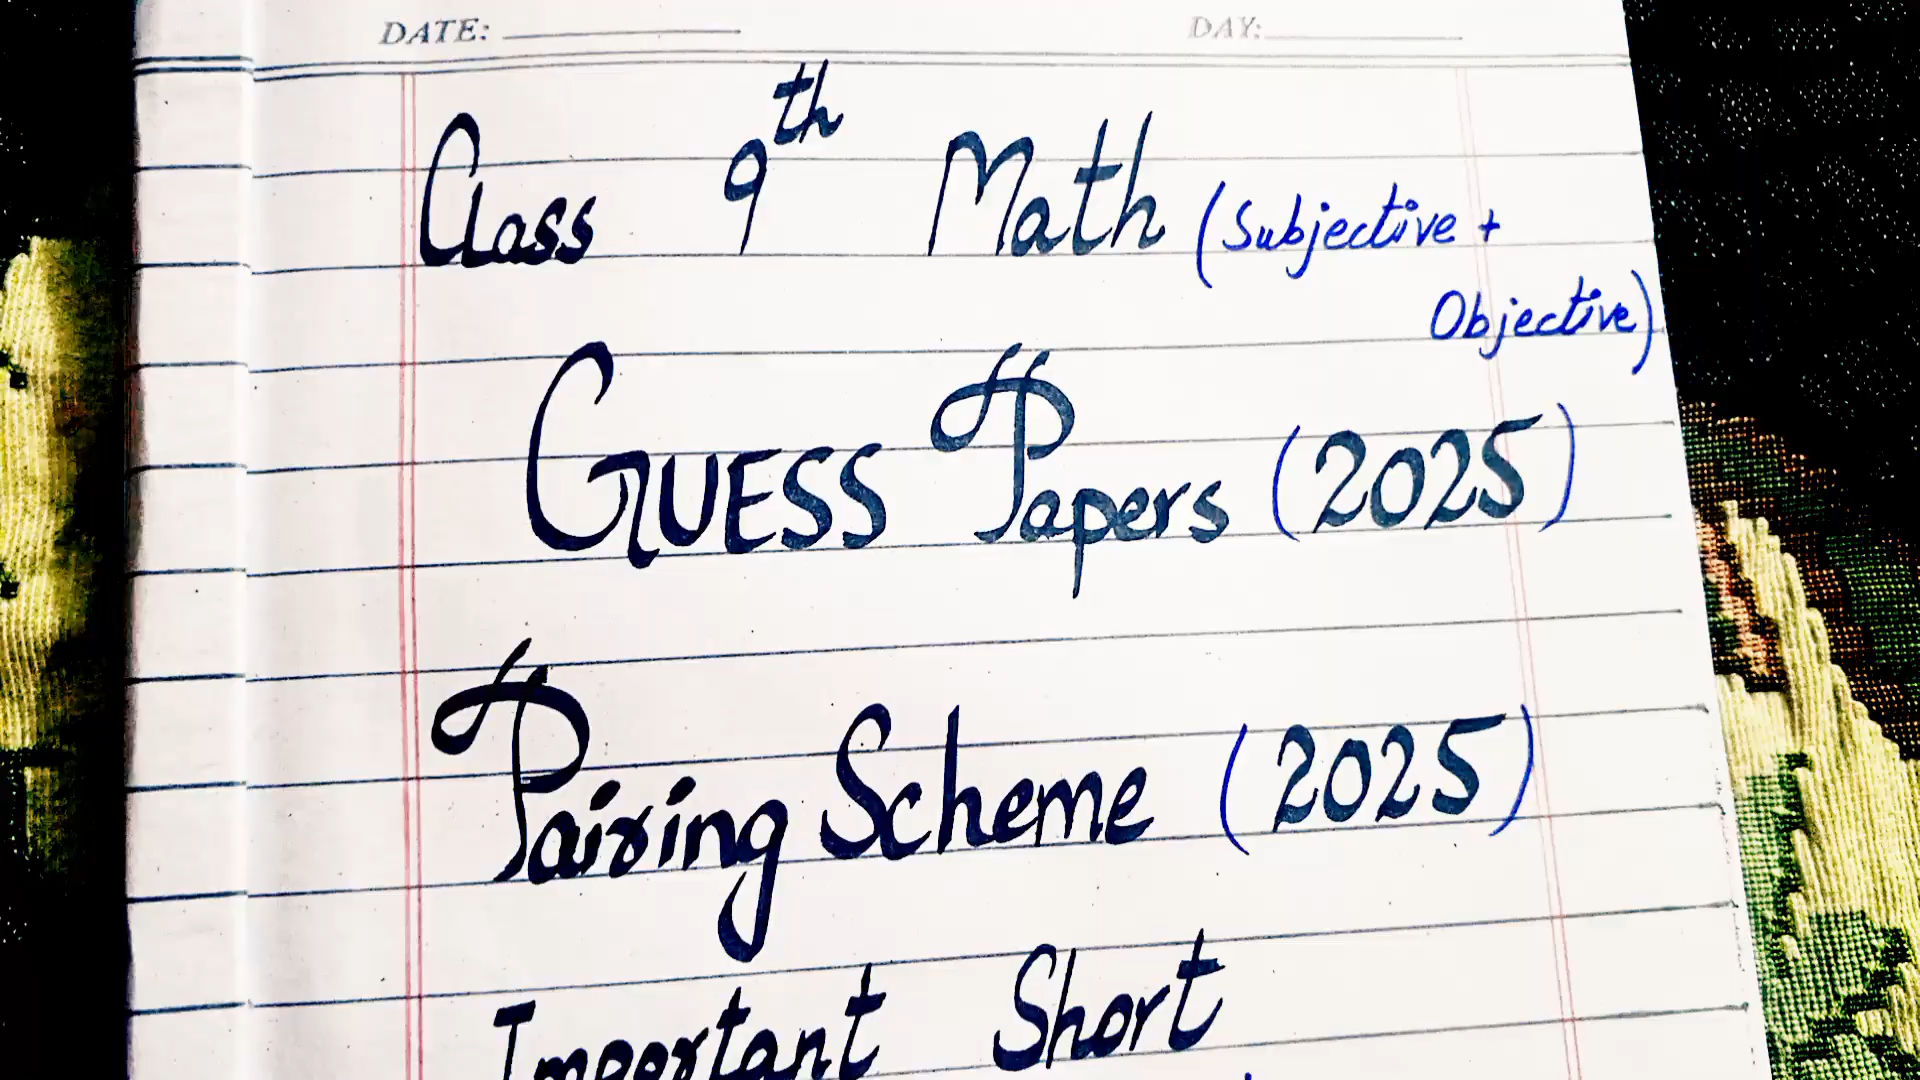 DATE: DAY:
Class 9th Math (Subjective +
Objective)
GUESS Papers (2025)
Pairing Scheme (2025)
Important Short